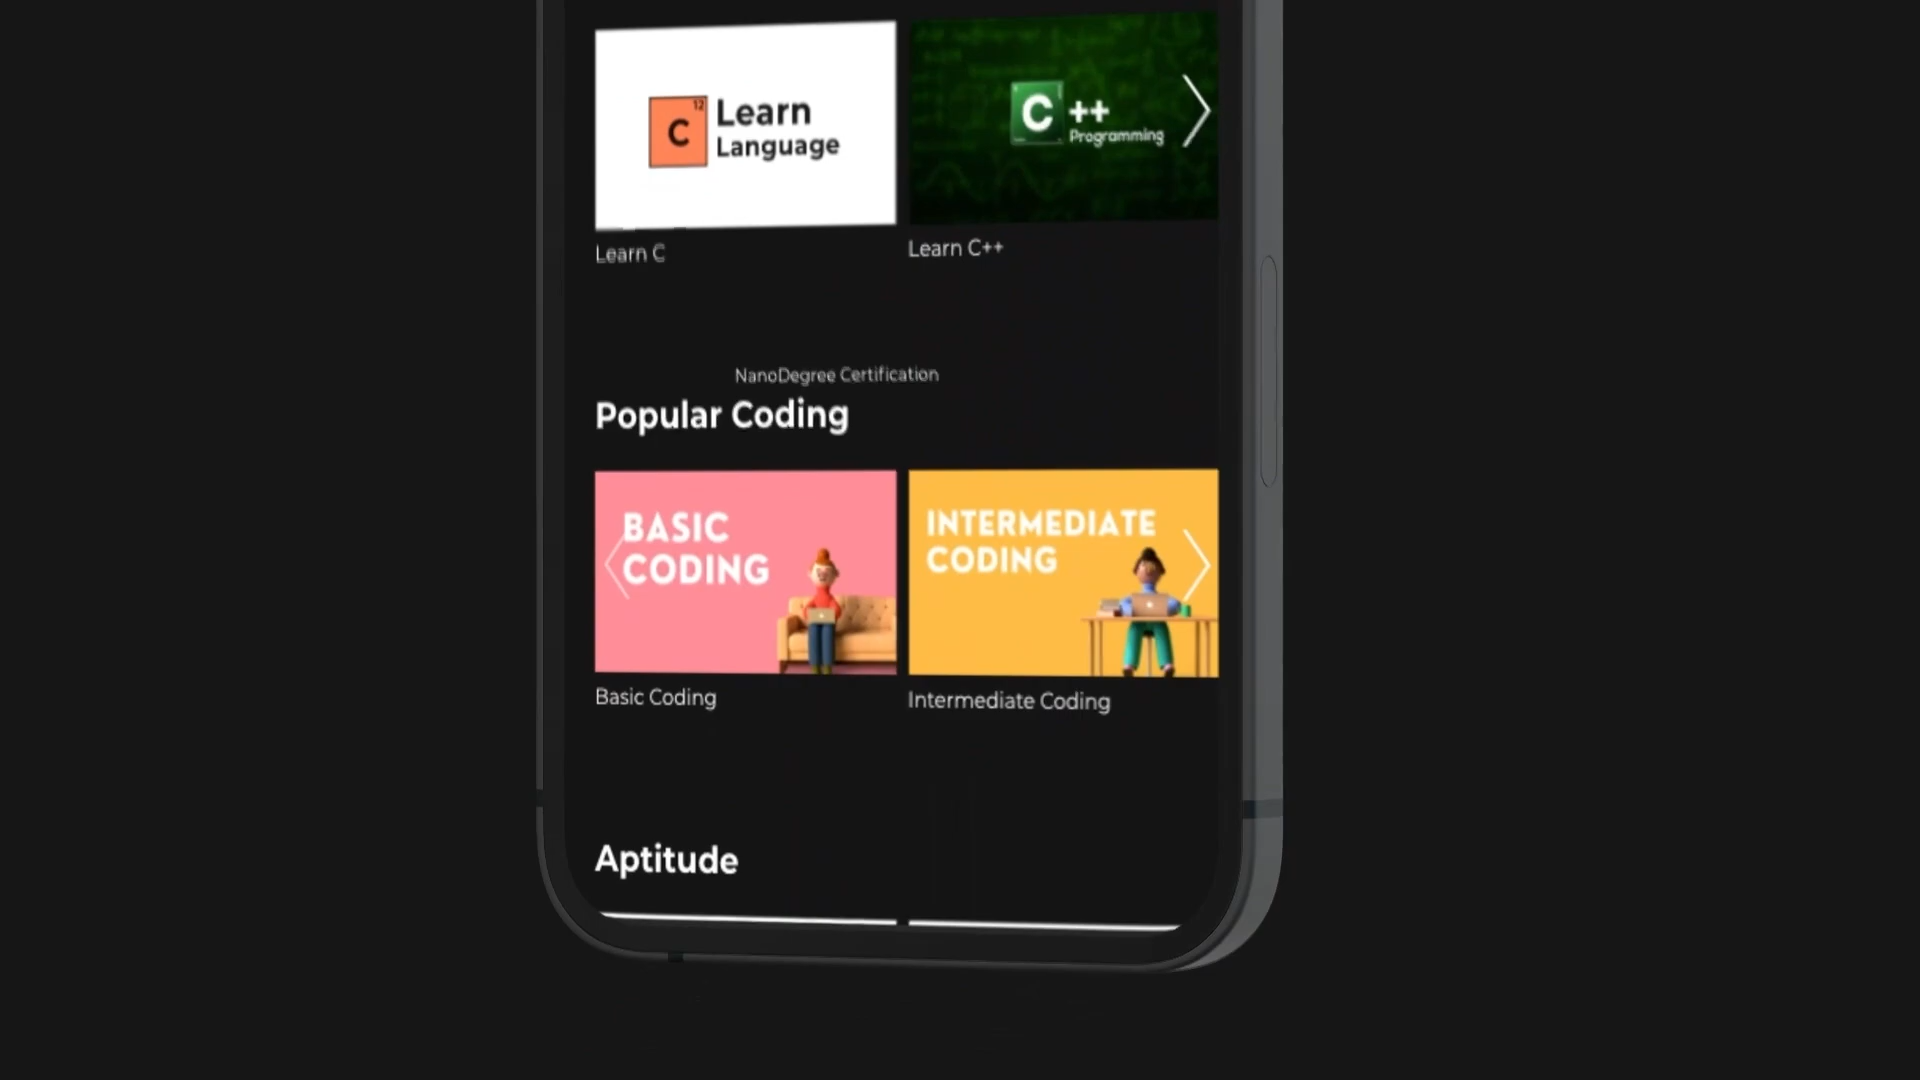 C 12
Learn
Language
C ++
Programming
Learn C
Learn C++
NanoDegree Certification
Popular Coding
BASIC
CODING
INTERMEDIATE
CODING
Basic Coding
Intermediate Coding
Aptitude